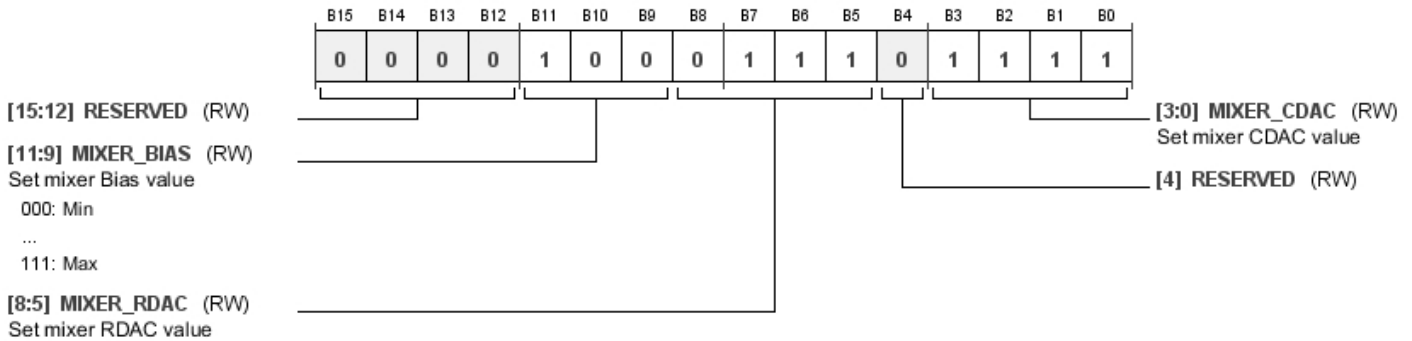 B15 B14 B13 B12 B11 B10 B9 B8 B7 B6 B5 B4 B3 B2 B1 B0
0 0 0 0 1 0 0 0 1 1 1 0 1 1 1 1
[15:12] RESERVED (RW)
[11:9] MIXER_BIAS (RW)
Set mixer Bias value
000: Min
...
111: Max
[8:5] MIXER_RDAC (RW)
Set mixer RDAC value
[3:0] MIXER_CDAC (RW)
Set mixer CDAC value
[4] RESERVED (RW)